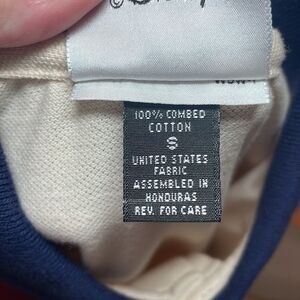 100% COMBED
COTTON
S
UNITED STATES
FABRIC
ASSEMBLED IN
HONDURAS
REV. FOR CARE